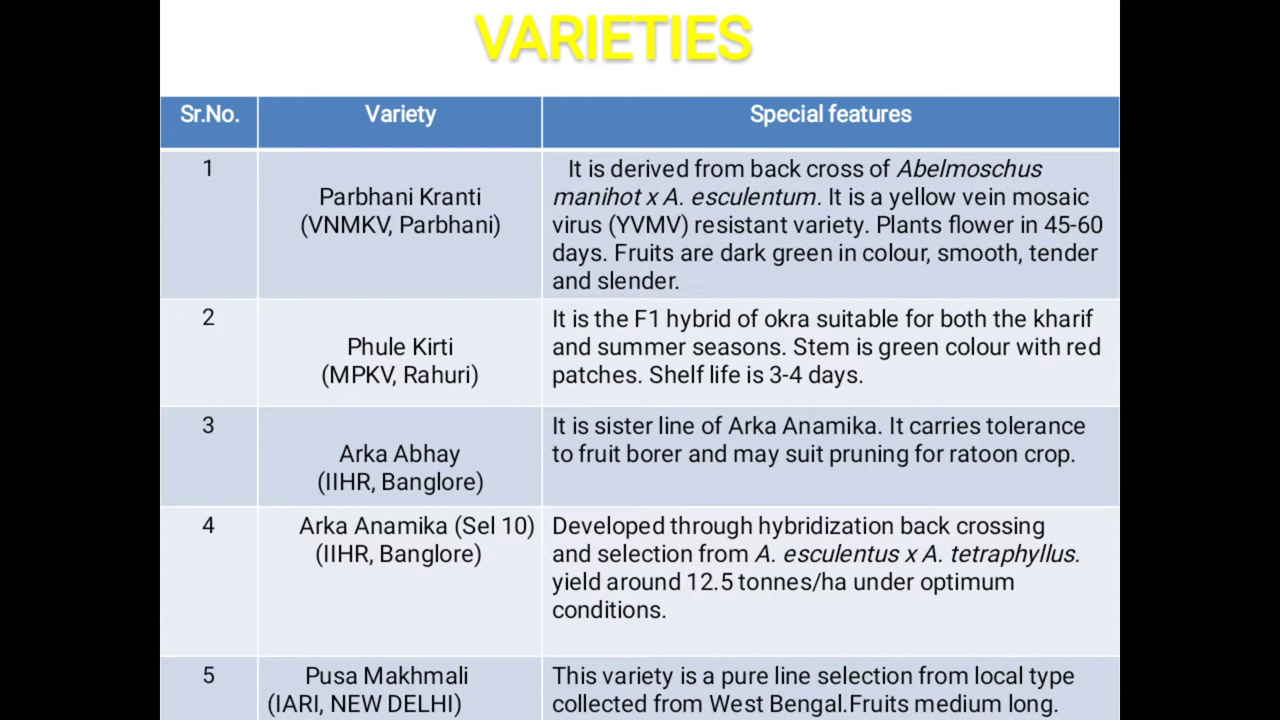 VARIETIES
Sr.No. Variety Special features
1
Parbhani Kranti
(VNMKV, Parbhani)
It is derived from back cross of Abelmoschus
manihot x A. esculentum. It is a yellow vein mosaic
virus (YVMV) resistant variety. Plants flower in 45-60
days. Fruits are dark green in colour, smooth, tender
and slender.
2
Phule Kirti
(MPKV, Rahuri)
It is the F1 hybrid of okra suitable for both the kharif
and summer seasons. Stem is green colour with red
patches. Shelf life is 3-4 days.
3
Arka Abhay
(IIHR, Banglore)
It is sister line of Arka Anamika. It carries tolerance
to fruit borer and may suit pruning for ratoon crop.
4
Arka Anamika (Sel 10)
(IIHR, Banglore)
Developed through hybridization back crossing
and selection from A. esculentus x A. tetraphyllus.
yield around 12.5 tonnes/ha under optimum
conditions.
5
Pusa Makhmali
(IARI, NEW DELHI)
This variety is a pure line selection from local type
collected from West Bengal.Fruits medium long.